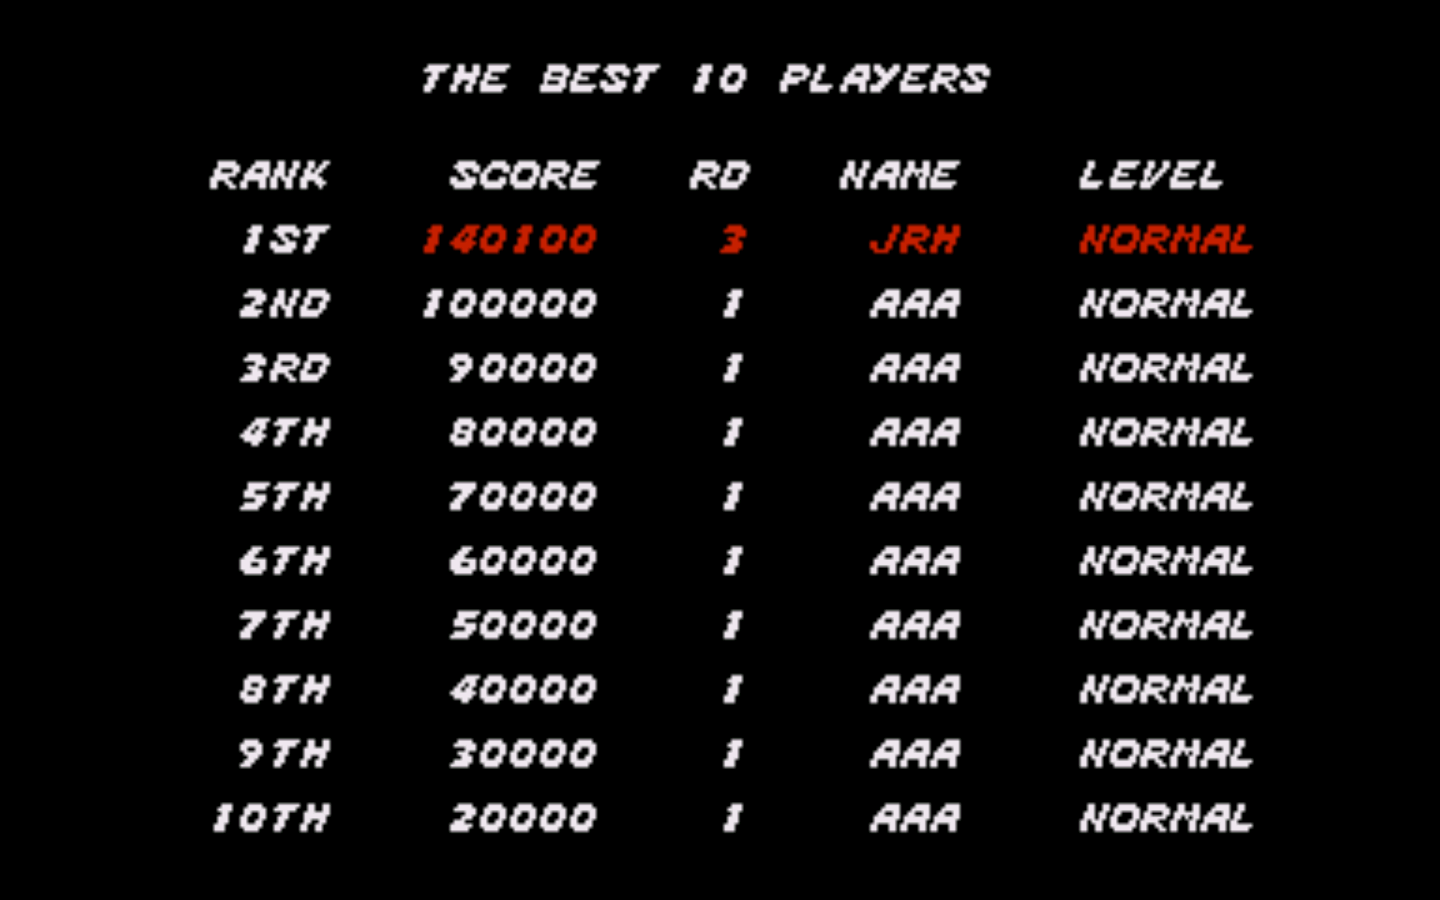 THE BEST 10 PLAYERS
RANK SCORE RD NAME LEVEL
1ST 140100 3 JRH NORMAL
2ND 100000 1 AAA NORMAL
3RD 90000 1 AAA NORMAL
4TH 80000 1 AAA NORMAL
5TH 70000 1 AAA NORMAL
6TH 60000 1 AAA NORMAL
7TH 50000 1 AAA NORMAL
8TH 40000 1 AAA NORMAL
9TH 30000 1 AAA NORMAL
10TH 20000 1 AAA NORMAL